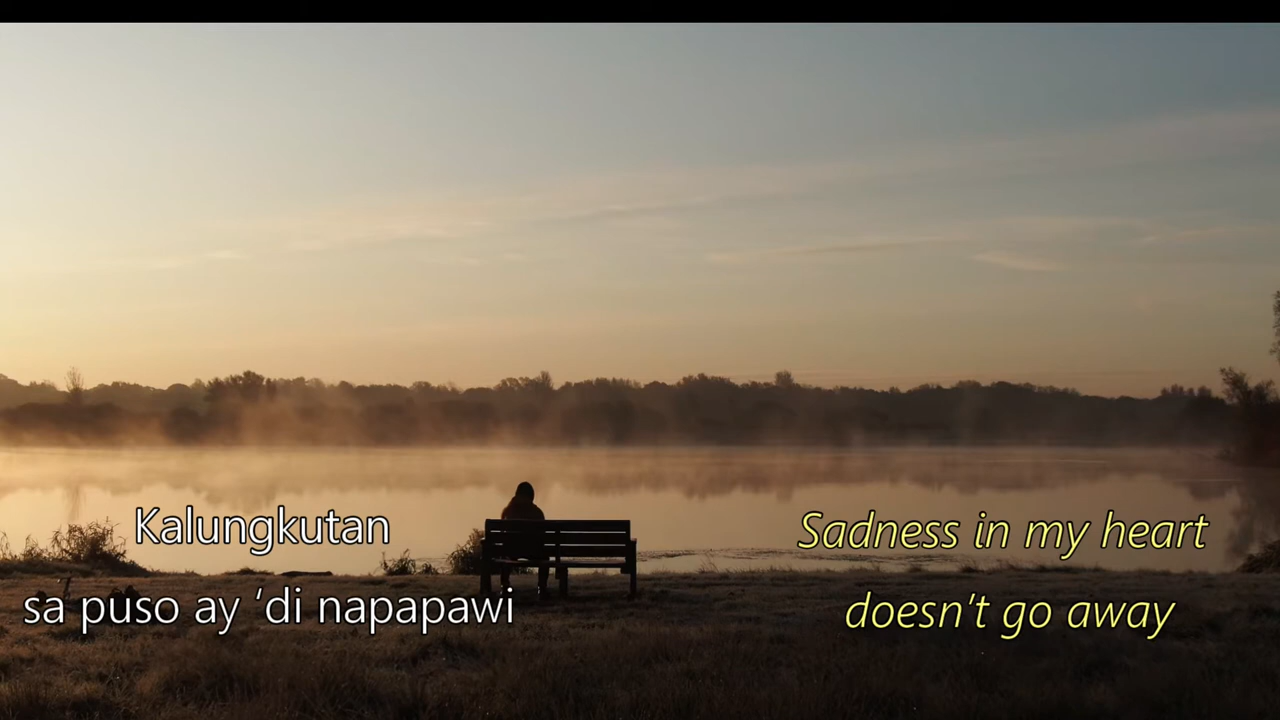 Kalungkutan
sa puso ay ‘di napapawi
Sadness in my heart
doesn't go away